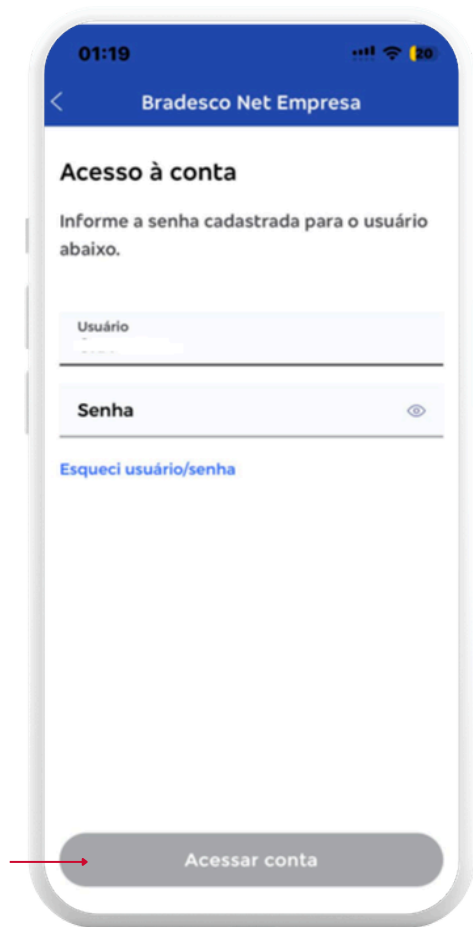 01:19
20
Bradesco Net Empresa
Acesso à conta
Informe a senha cadastrada para o usuário
abaixo.
Usuário
Senha
Esqueci usuário/senha
Acessar conta